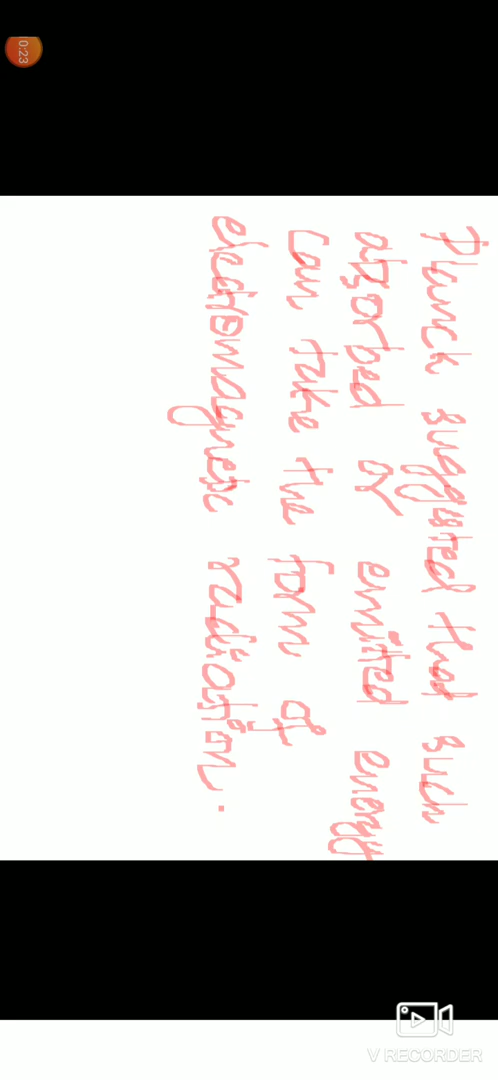 0:23
Planck suggested that such
absorbed or emitted energy
can take the form of
electromagnetic radiation.
V RECORDER